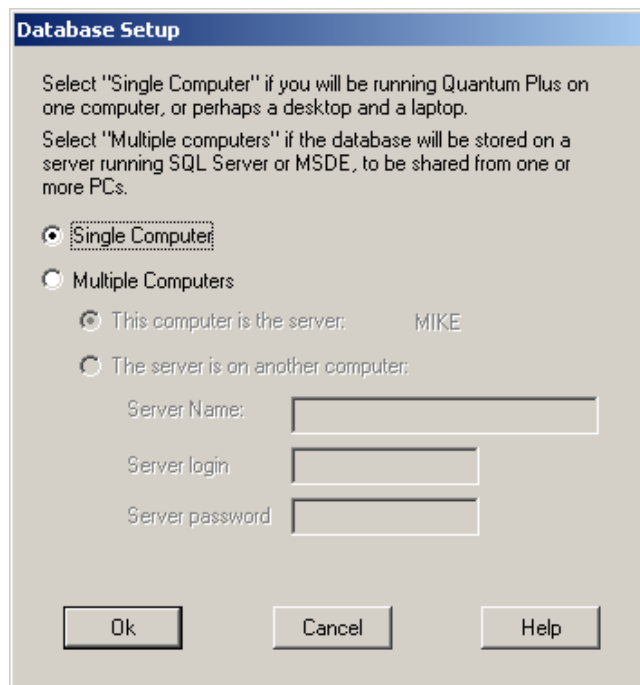 Database Setup
Select "Single Computer" if you will be running Quantum Plus on
one computer, or perhaps a desktop and a laptop.
Select "Multiple computers" if the database will be stored on a
server running SQL Server or MSDE, to be shared from one or
more PCs.
Single Computer
Multiple Computers
This computer is the server: MIKE
The server is on another computer:
Server Name:
Server login
Server password
Ok Cancel Help